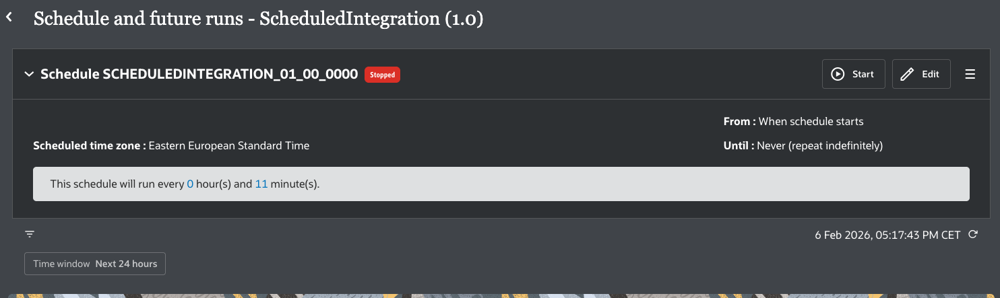 Schedule and future runs - ScheduledIntegration (1.0)
Schedule SCHEDULEDINTEGRATION_01_00_0000 Stopped Start Edit
From : When schedule starts
Scheduled time zone : Eastern European Standard Time Until : Never (repeat indefinitely)
This schedule will run every 0 hour(s) and 11 minute(s).
6 Feb 2026, 05:17:43 PM CET
Time window Next 24 hours